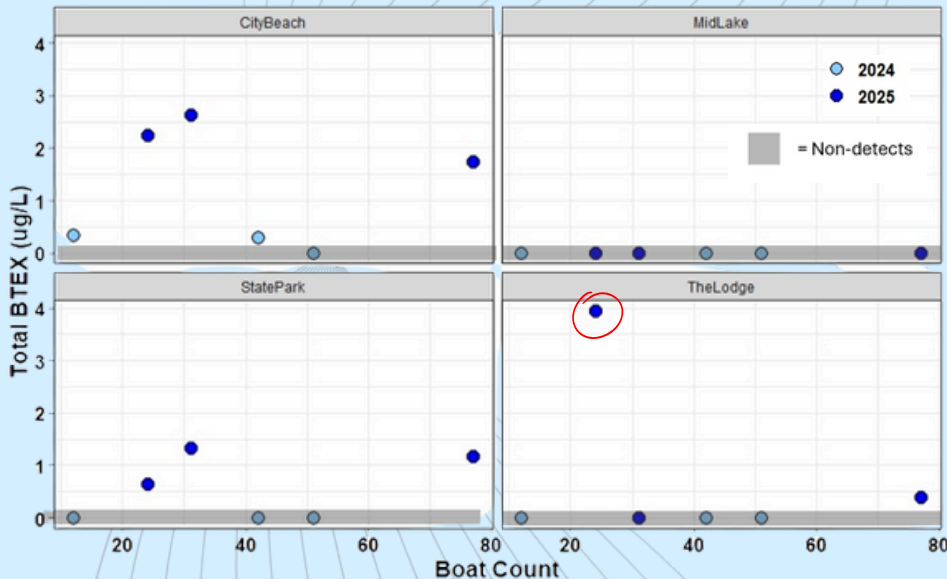 CityBeach
MidLake
4
3
2
1
0
2024
2025
= Non-detects
StatePark
TheLodge
4
3
2
1
0
20
40
60
80
20
40
60
80
Total BTEX (ug/L)
Boat Count